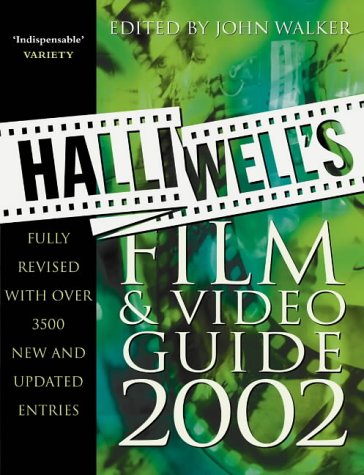 'Indispensable'
VARIETY
EDITED BY JOHN WALKER
HALLIWELL'S
FILM
& VIDEO
GUIDE
2002
FULLY
REVISED
WITH OVER
3500
NEW AND
UPDATED
ENTRIES